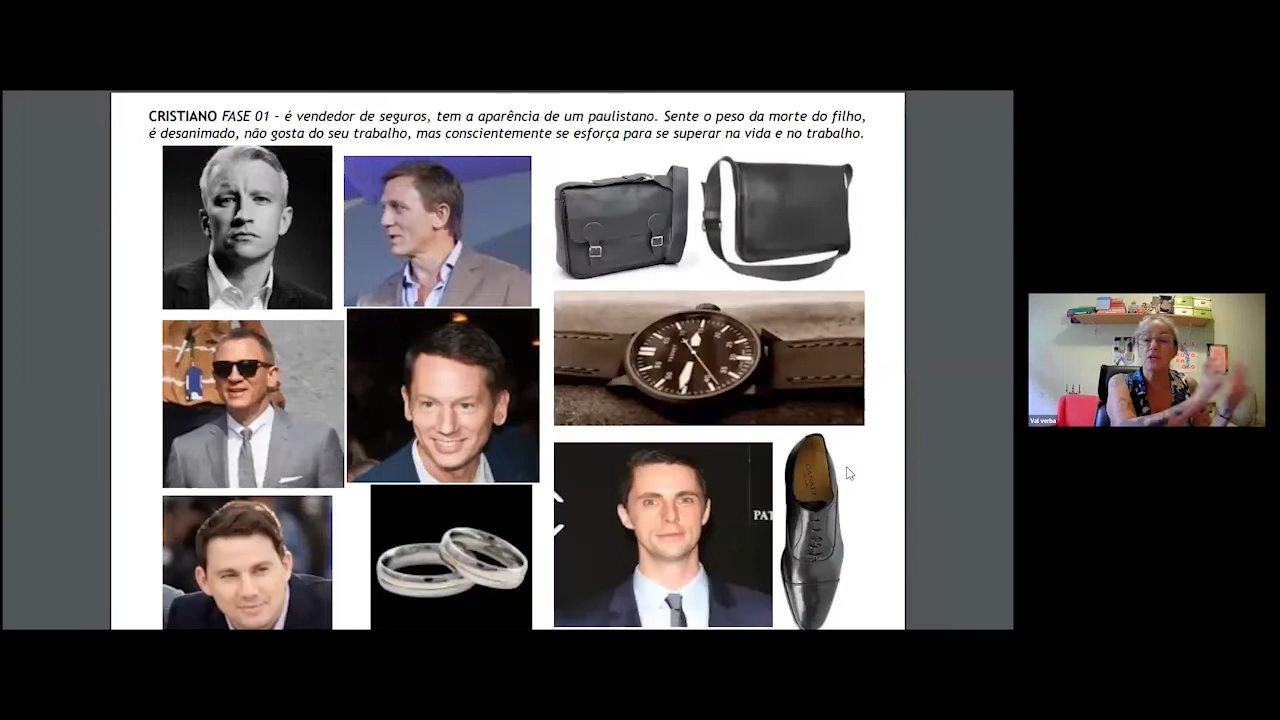 CRISTIANO FASE 01 - é vendedor de seguros, tem a aparência de um paulistano. Sente o peso da morte do filho,
é desanimado, não gosta do seu trabalho, mas conscientemente se esforça para se superar na vida e no trabalho.
PAT
Val verba